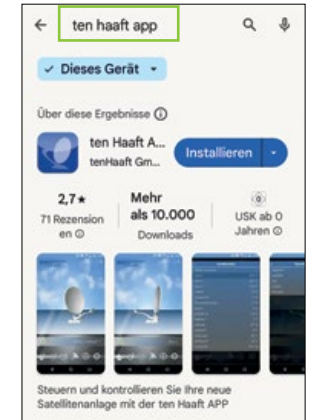 ten haaft app
Dieses Gerät
Über diese Ergebnisse
ten Haaft A...
tenHaaft Gm...
Installieren
2,7★
71 Rezension
en
Mehr
als 10.000
Downloads
0
USK ab 0
Jahren
Steuern und kontrollieren Sie Ihre neue
Satellitenanlage mit der ten Haaft APP